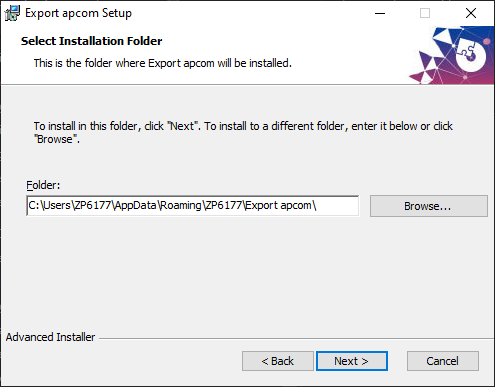 Export apcom Setup
Select Installation Folder
This is the folder where Export apcom will be installed.
To install in this folder, click "Next". To install to a different folder, enter it below or click
"Browse".
Folder:
C:\Users\ZP6177\AppData\Roaming\ZP6177\Export apcom\
Browse...
Advanced Installer
< Back
Next >
Cancel